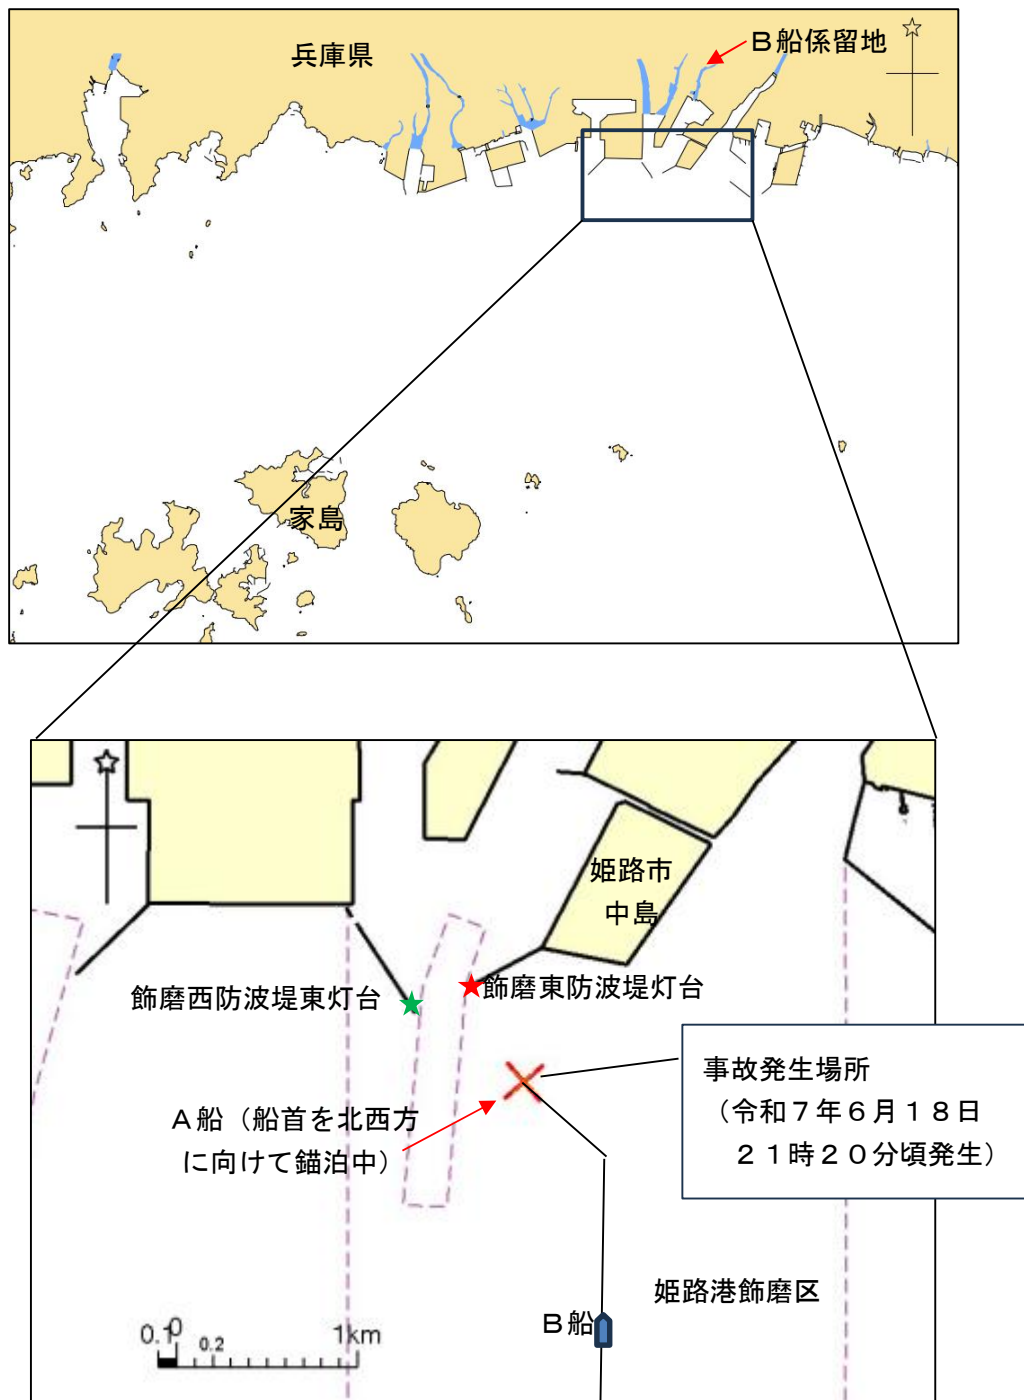 兵庫県
Ｂ船係留地
家島
姫路市
中島
飾磨西防波堤東灯台
飾磨東防波堤灯台
事故発生場所
（令和７年６月１８日
２１時２０分頃発生）
Ａ船（船首を北西方
に向けて錨泊中）
姫路港飾磨区
Ｂ船
0.1 0 0.2 1km